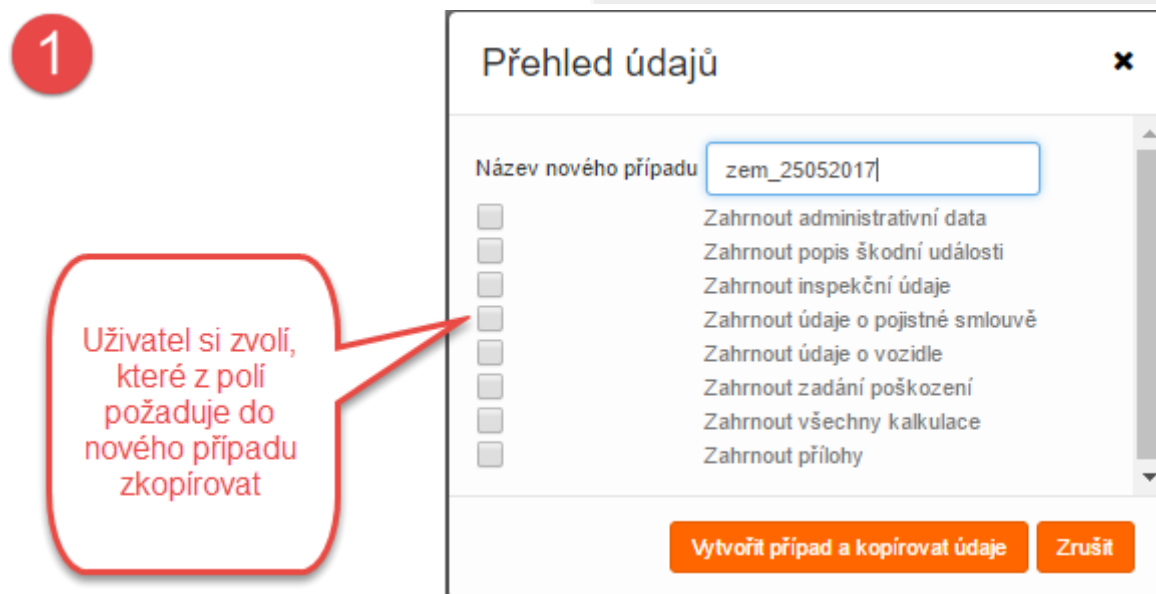 1
Přehled údajů
Název nového případu zem_25052017
Zahrnout administrativní data
Zahrnout popis škodní události
Zahrnout inspekční údaje
Zahrnout údaje o pojistné smlouvě
Zahrnout údaje o vozidle
Zahrnout zadání poškození
Zahrnout všechny kalkulace
Zahrnout přílohy
Uživatel si zvolí,
které z polí
požaduje do
nového případu
zkopírovat
Vytvořit případ a kopírovat údaje Zrušit